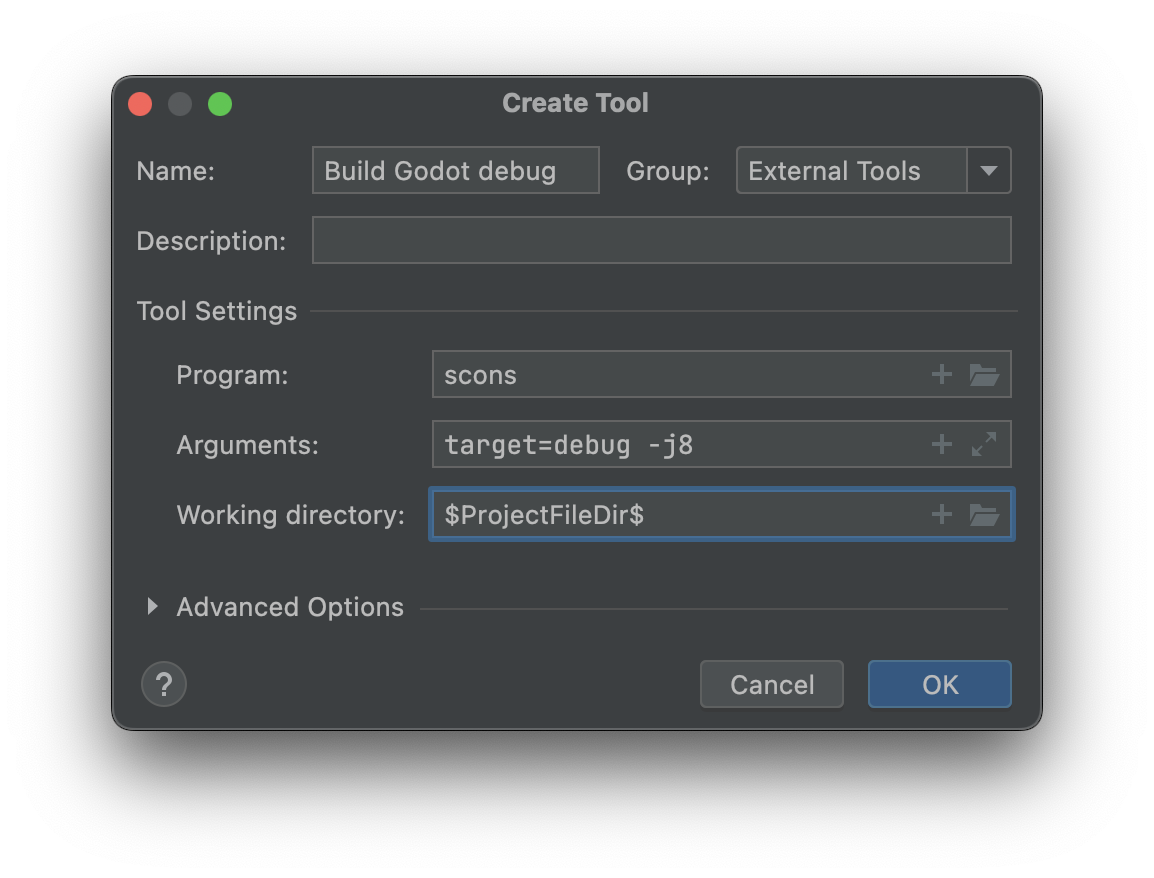 Create Tool
Name: Build Godot debug Group: External Tools
Description:
Tool Settings
Program: scons
Arguments: target=debug -j8
Working directory: $ProjectFileDir$
Advanced Options
? Cancel OK